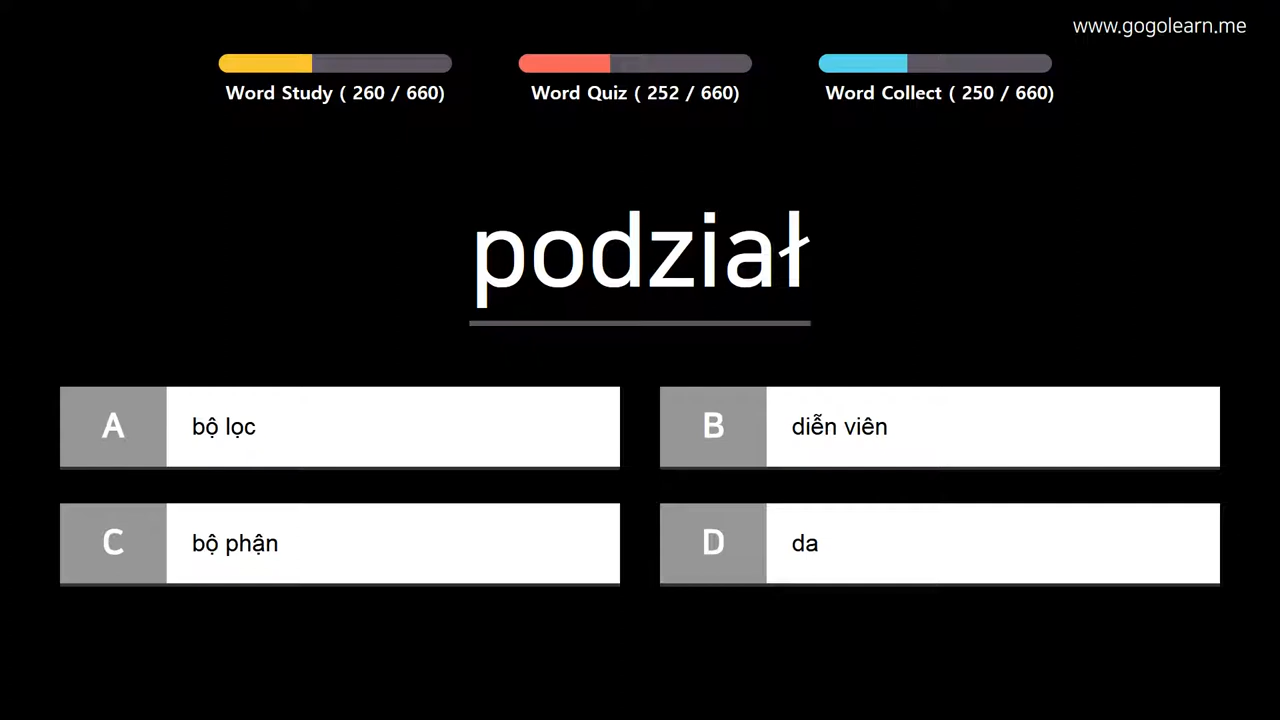 www.gogolearn.me
Word Study ( 260 / 660)
Word Quiz ( 252 / 660)
Word Collect ( 250 / 660)
podział
A bộ lọc
B diễn viên
C bộ phận
D da